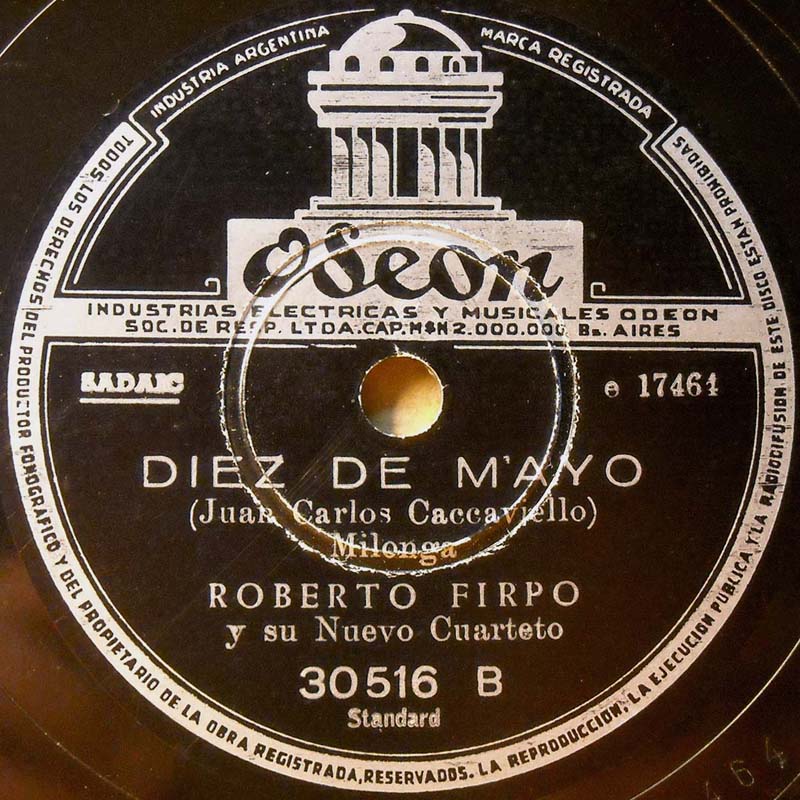 INDUSTRIA ARGENTINA
MARCA REGISTRADA
Odeon
INDUSTRIAS ELECTRICAS Y MUSICALES ODEON
SOC. DE RESP. LTDA. CAP. M$N 2.000.000 Bs. AIRES
SADAIC
e 17461
DIEZ DE MAYO
(Juan Carlos Caccaviello)
Milonga
ROBERTO FIRPO
y su Nuevo Cuarteto
30516 B
Standard
TODOS LOS DERECHOS DEL PRODUCTOR FONOGRAFICO Y DEL PROPIETARIO DE LA OBRA REGISTRADA, RESERVADOS. LA REPRODUCCION, LA EJECUCION PUBLICA Y LA RADIODIFUSION DE ESTE DISCO ESTAN PROHIBIDAS